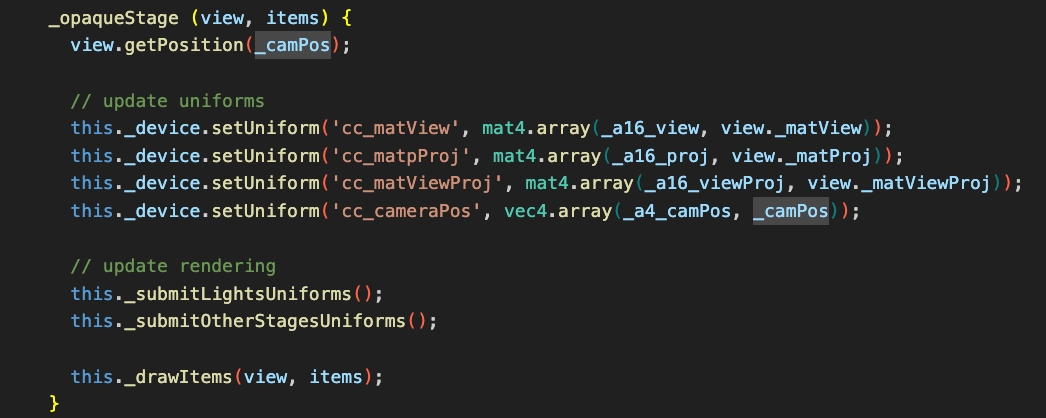 _opaqueStage (view, items) {
view.getPosition(_camPos);
// update uniforms
this._device.setUniform('cc_matView', mat4.array(_a16_view, view._matView));
this._device.setUniform('cc_matpProj', mat4.array(_a16_proj, view._matProj));
this._device.setUniform('cc_matViewProj', mat4.array(_a16_viewProj, view._matViewProj));
this._device.setUniform('cc_cameraPos', vec4.array(_a4_camPos, _camPos));
// update rendering
this._submitLightsUniforms();
this._submitOtherStagesUniforms();
this._drawItems(view, items);
}